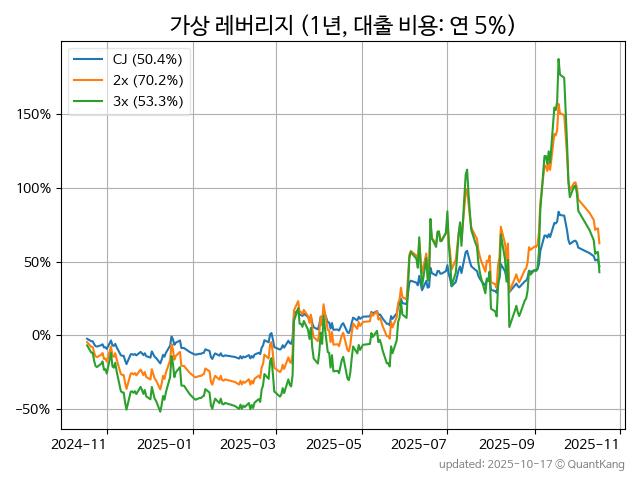 가상 레버리지 (1년, 대출 비용: 연 5%)
CJ (50.4%)
2x (70.2%)
3x (53.3%)
150%
100%
50%
0%
−50%
2024-11 2025-01 2025-03 2025-05 2025-07 2025-09 2025-11
updated: 2025-10-17 © QuantKang